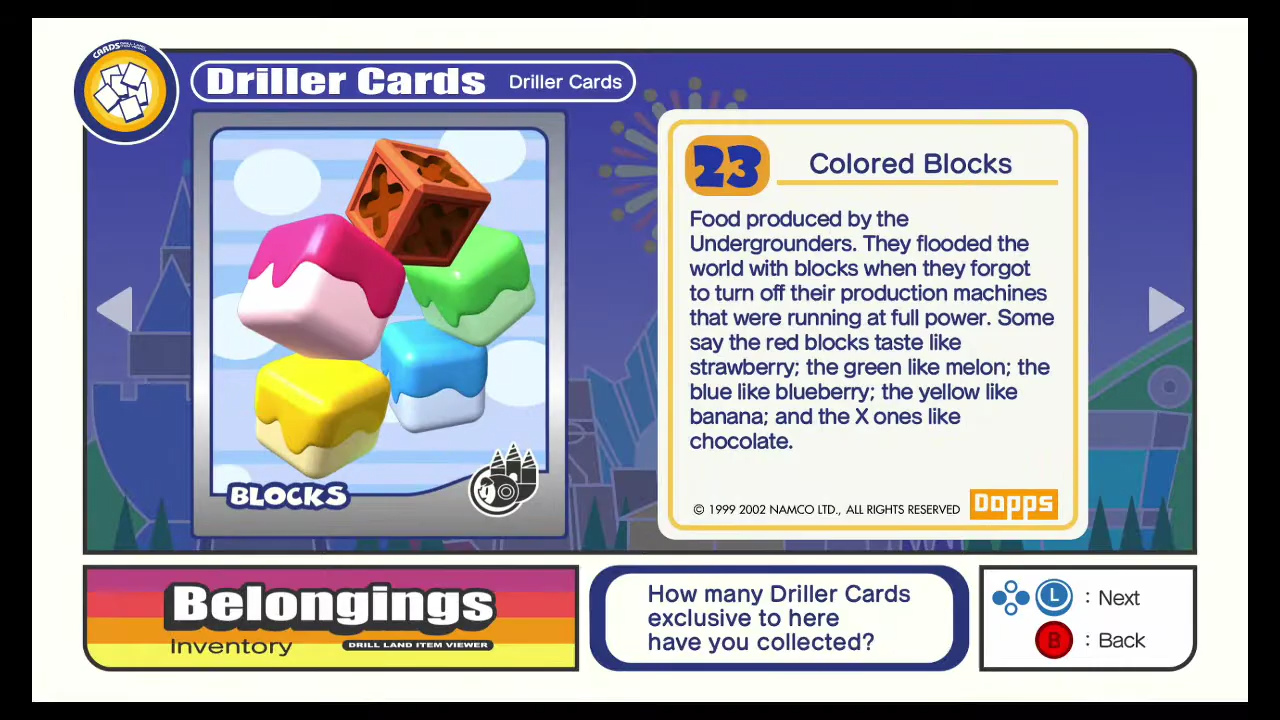 CARDS
Driller Cards
Driller Cards
23
Colored Blocks
Food produced by the
Undergrounders. They flooded the
world with blocks when they forgot
to turn off their production machines
that were running at full power. Some
say the red blocks taste like
strawberry; the green like melon; the
blue like blueberry; the yellow like
banana; and the X ones like
chocolate.
BLOCKS
© 1999 2002 NAMCO LTD., ALL RIGHTS RESERVED
Dapps
Belongings
Inventory
DRILL LAND ITEM VIEWER
How many Driller Cards
exclusive to here
have you collected?
L : Next
B : Back